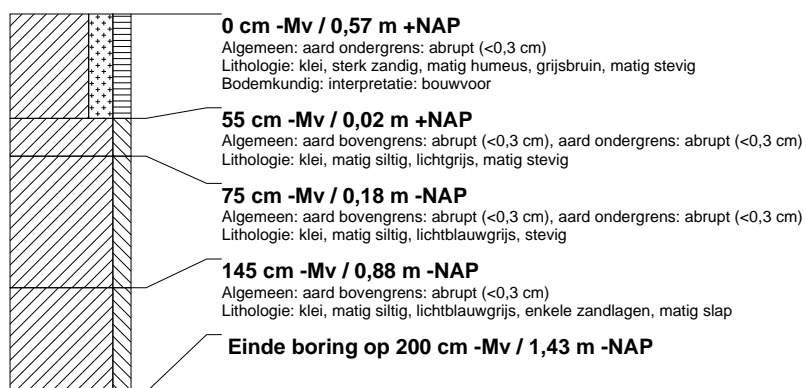 0 cm -Mv / 0,57 m +NAP
Algemeen: aard ondergrens: abrupt (<0,3 cm)
Lithologie: klei, sterk zandig, matig humeus, grijsbruin, matig stevig
Bodemkundig: interpretatie: bouwvoor
55 cm -Mv / 0,02 m +NAP
Algemeen: aard bovengrens: abrupt (<0,3 cm), aard ondergrens: abrupt (<0,3 cm)
Lithologie: klei, matig siltig, lichtgrijs, matig stevig
75 cm -Mv / 0,18 m -NAP
Algemeen: aard bovengrens: abrupt (<0,3 cm), aard ondergrens: abrupt (<0,3 cm)
Lithologie: klei, matig siltig, lichtblauwgrijs, stevig
145 cm -Mv / 0,88 m -NAP
Algemeen: aard bovengrens: abrupt (<0,3 cm)
Lithologie: klei, matig siltig, lichtblauwgrijs, enkele zandlagen, matig slap
Einde boring op 200 cm -Mv / 1,43 m -NAP